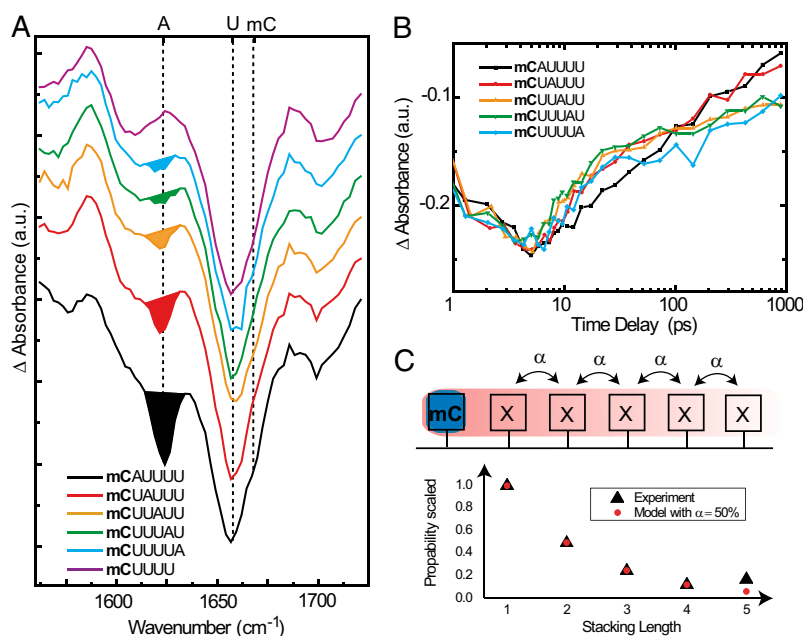 A
A U mC
Δ Absorbance (a.u.)
mCAUUUU
mCUAUUU
mCUUAUU
mCUUUAU
mCUUUUA
mCUUUU
1600 1650 1700
Wavenumber (cm⁻¹)
B
Δ Absorbance (a.u.)
-0.1
-0.2
mCAUUUU
mCUAUUU
mCUUAUU
mCUUUAU
mCUUUUA
1 10 100 1000
Time Delay (ps)
C
α α α α
mC X X X X X
Propability scaled
1.0
0.8
0.6
0.4
0.2
0.0
Experiment
Model with α = 50%
1 2 3 4 5
Stacking Length